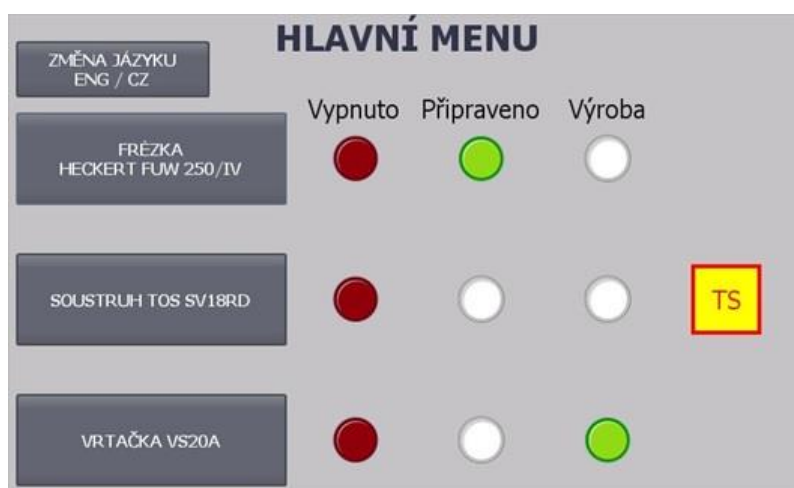 HLAVNÍ MENU
ZMĚNA JÁZYKU
ENG / CZ
Vypnuto Připraveno Výroba
FRÉZKA
HECKERT FUW 250/IV
SOUSTRUH TOS SV18RD
TS
VRTAČKA VS20A